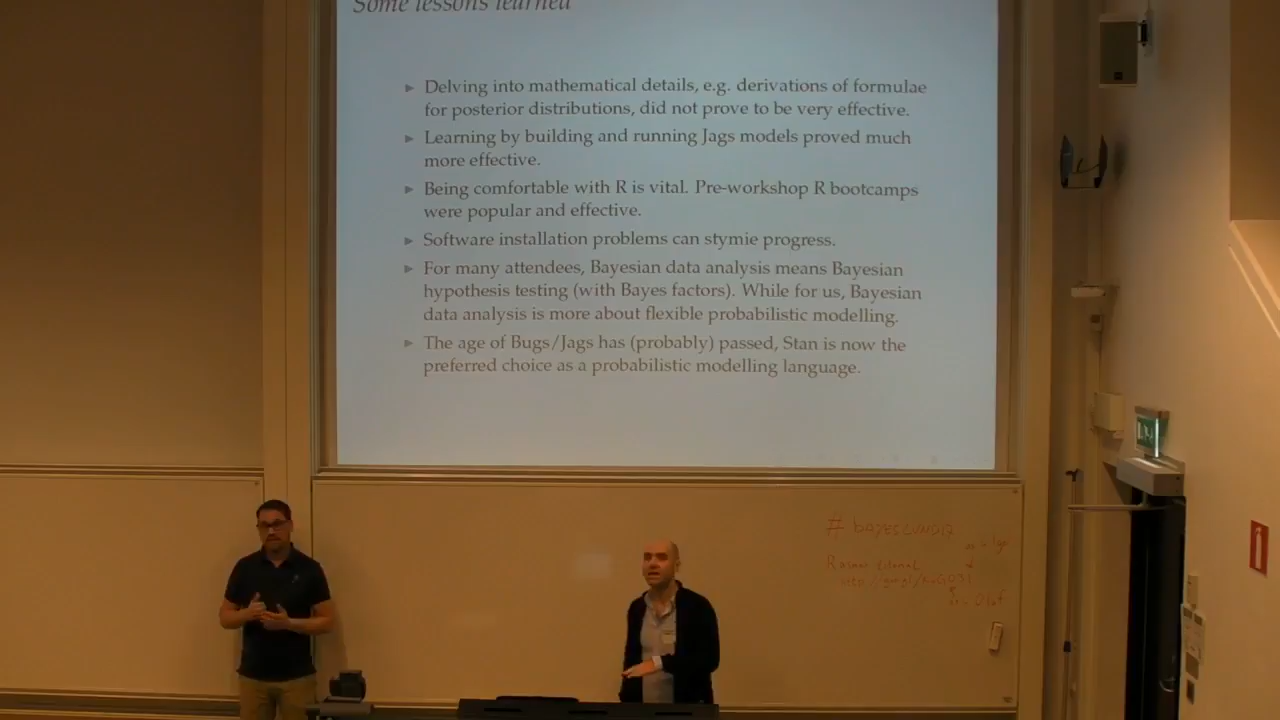 Some lessons learned
▸ Delving into mathematical details, e.g. derivations of formulae
for posterior distributions, did not prove to be very effective.
▸ Learning by building and running Jags models proved much
more effective.
▸ Being comfortable with R is vital. Pre-workshop R bootcamps
were popular and effective.
▸ Software installation problems can stymie progress.
▸ For many attendees, Bayesian data analysis means Bayesian
hypothesis testing (with Bayes factors). While for us, Bayesian
data analysis is more about flexible probabilistic modelling.
▸ The age of Bugs/Jags has (probably) passed, Stan is now the
preferred choice as a probabilistic modelling language.
# bayeslund17